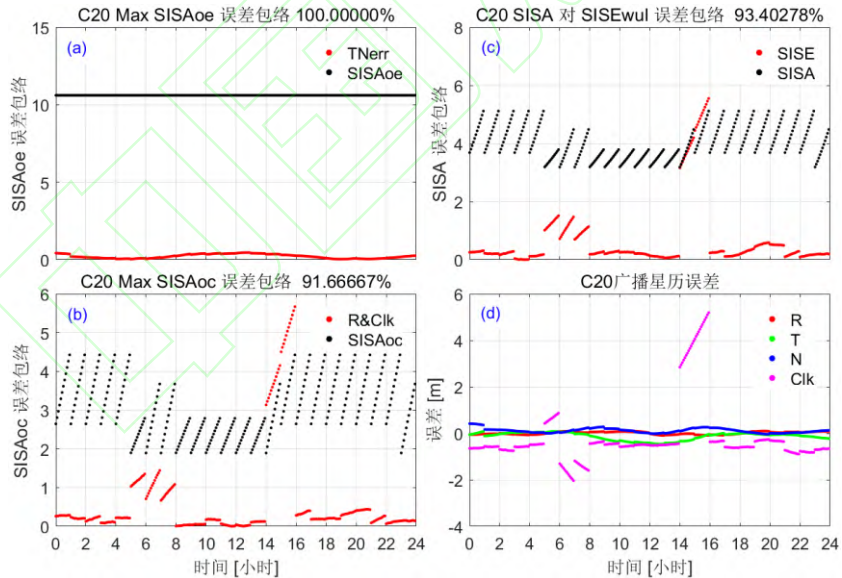 C20 Max SISAoe 误差包络 100.00000%
15
10
5
0
SISAoe 误差包络
(a)
TNerr
SISAoe
0 2 4 6 8 10 12 14 16 18 20 22 24
C20 SISA 对 SISEwul 误差包络 93.40278%
8
6
4
2
0
SISA 误差包络
(c)
SISE
SISA
0 2 4 6 8 10 12 14 16 18 20 22 24
C20 Max SISAoc 误差包络 91.66667%
6
5
4
3
2
1
0
SISAoc 误差包络
(b)
R&Clk
SISAoc
0 2 4 6 8 10 12 14 16 18 20 22 24
时间 [小时]
C20广播星历误差
6
4
2
0
-2
-4
误差 [m]
(d)
R
T
N
Clk
0 2 4 6 8 10 12 14 16 18 20 22 24
时间 [小时]